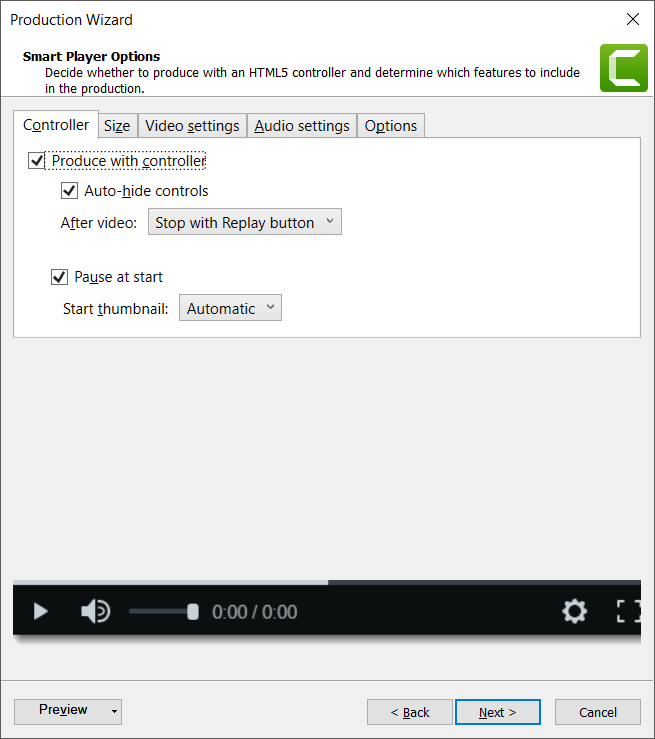 Production Wizard
Smart Player Options
Decide whether to produce with an HTML5 controller and determine which features to include
in the production.
Controller Size Video settings Audio settings Options
Produce with controller
Auto-hide controls
After video: Stop with Replay button
Pause at start
Start thumbnail: Automatic
0:00 / 0:00
Preview < Back Next > Cancel